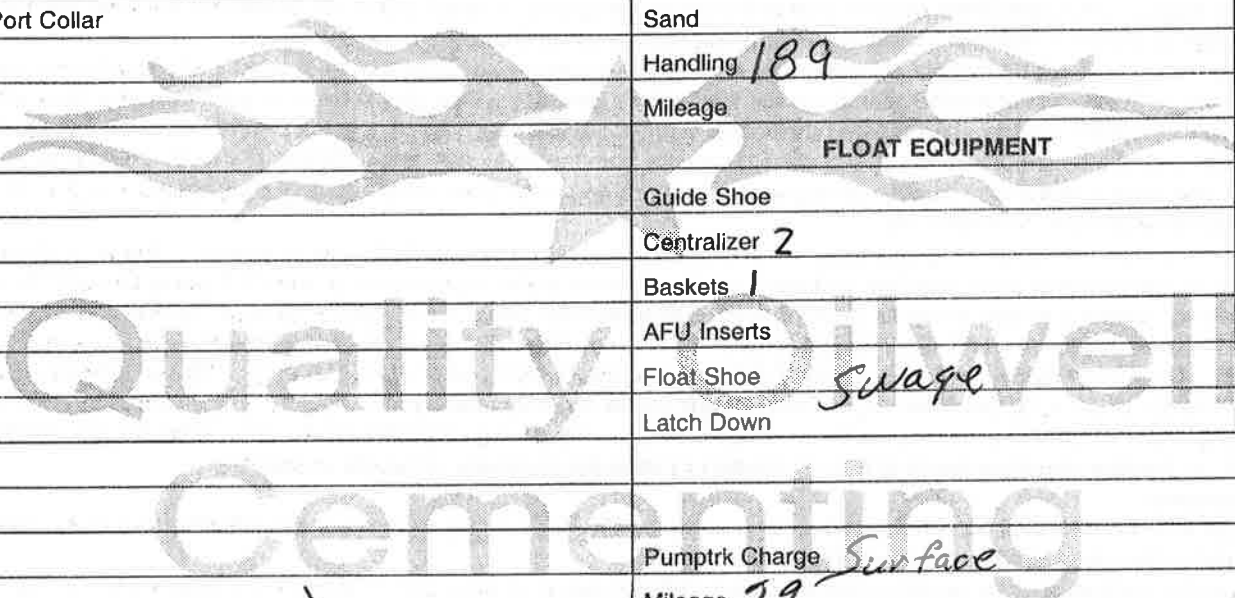 Port Collar
Sand
Handling 189
Mileage
FLOAT EQUIPMENT
Guide Shoe
Centralizer 2
Baskets 1
AFU Inserts
Float Shoe Swage
Latch Down
Quality Oilwell
Cementing
Pumptrk Charge Surface
Mileage 29